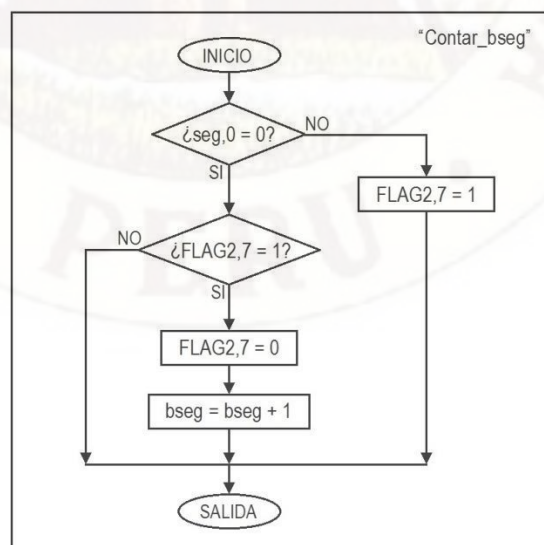 "Contar_bseg"
INICIO
¿seg,0 = 0?
NO
SI
FLAG2,7 = 1
NO
¿FLAG2,7 = 1?
SI
FLAG2,7 = 0
bseg = bseg + 1
SALIDA
PERU